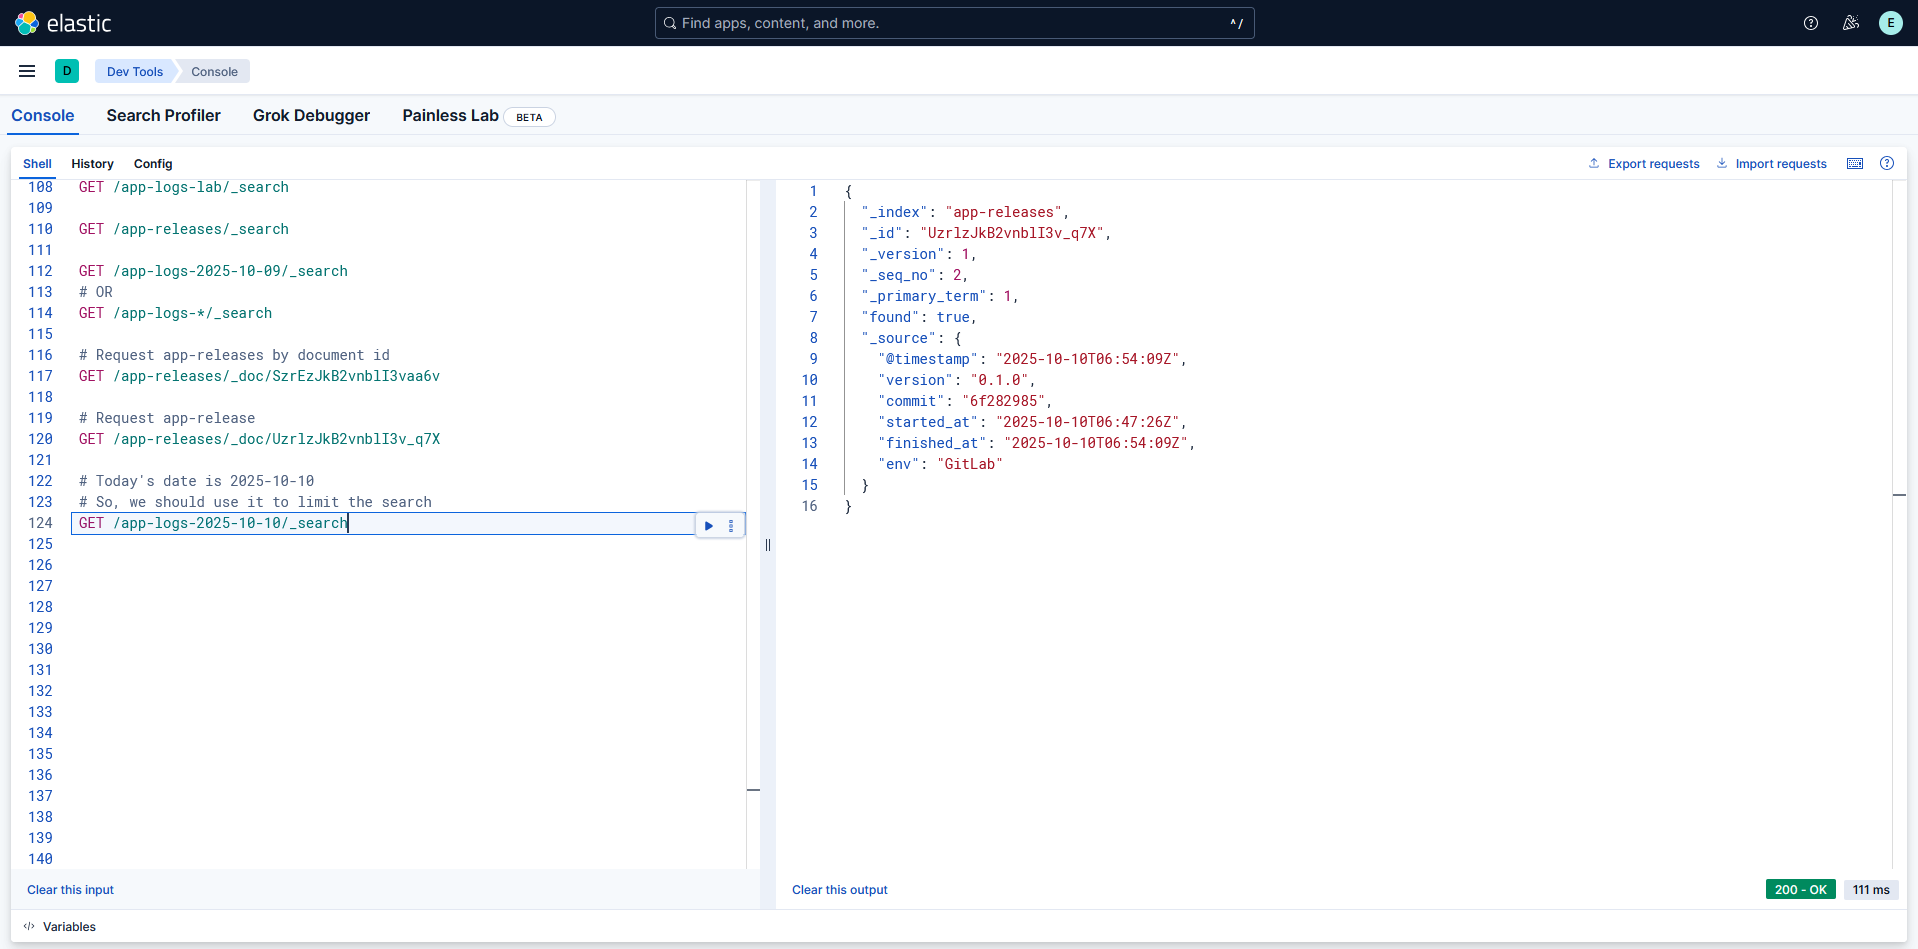 elastic
Find apps, content, and more.
^ /
E
D
Dev Tools
Console
Console
Search Profiler
Grok Debugger
Painless Lab
BETA
Shell
History
Config
Export requests
Import requests
108 GET /app-logs-lab/_search
109
110 GET /app-releases/_search
111
112 GET /app-logs-2025-10-09/_search
113 # OR
114 GET /app-logs-*/_search
115
116 # Request app-releases by document id
117 GET /app-releases/_doc/SzrEzJkB2vnblI3vaa6v
118
119 # Request app-release
120 GET /app-releases/_doc/UzrlzJkB2vnblI3v_q7X
121
122 # Today's date is 2025-10-10
123 # So, we should use it to limit the search
124 GET /app-logs-2025-10-10/_search
125
126
127
128
129
130
131
132
133
134
135
136
137
138
139
140
1 {
2 "_index": "app-releases",
3 "_id": "UzrlzJkB2vnblI3v_q7X",
4 "_version": 1,
5 "_seq_no": 2,
6 "_primary_term": 1,
7 "found": true,
8 "_source": {
9 "@timestamp": "2025-10-10T06:54:09Z",
10 "version": "0.1.0",
11 "commit": "6f282985",
12 "started_at": "2025-10-10T06:47:26Z",
13 "finished_at": "2025-10-10T06:54:09Z",
14 "env": "GitLab"
15 }
16 }
Clear this input
Clear this output
200 - OK
111 ms
Variables